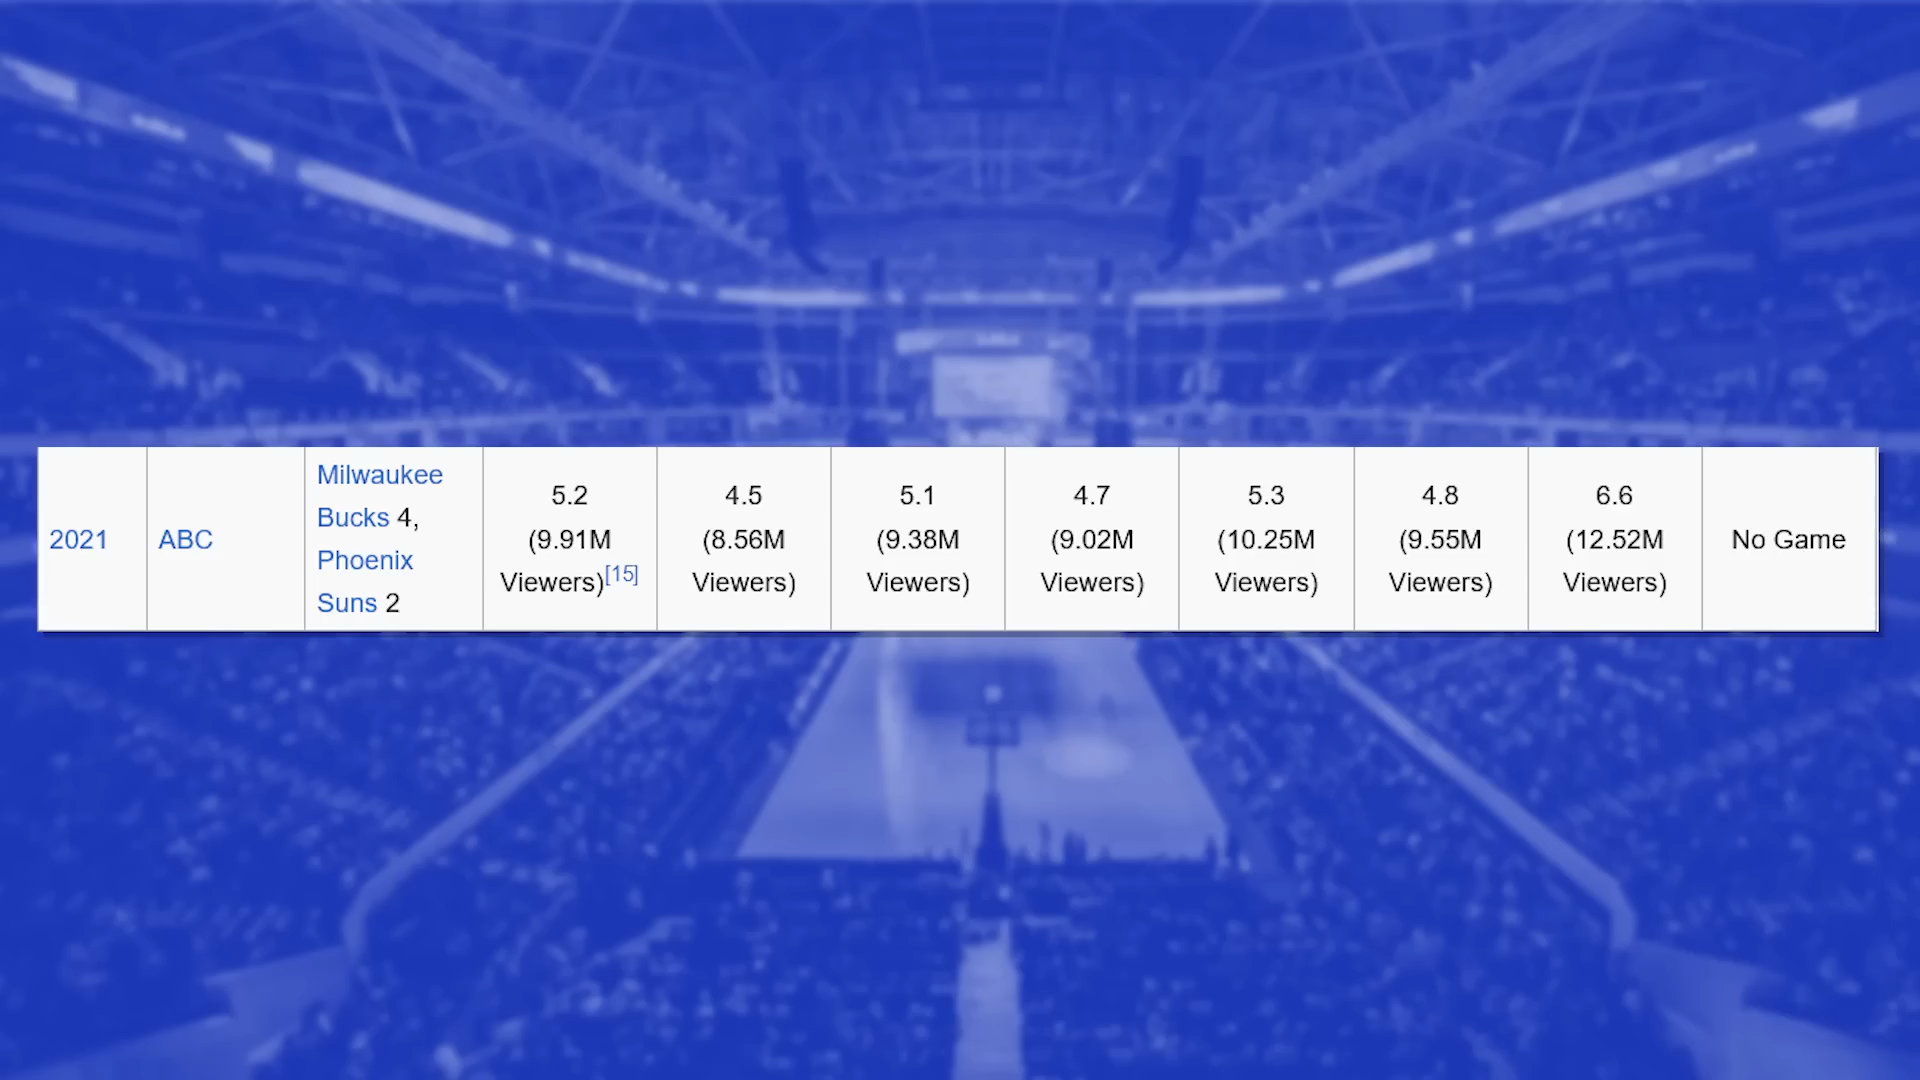 2021
ABC
Milwaukee
Bucks 4,
Phoenix
Suns 2
5.2
(9.91M
Viewers)[15]
4.5
(8.56M
Viewers)
5.1
(9.38M
Viewers)
4.7
(9.02M
Viewers)
5.3
(10.25M
Viewers)
4.8
(9.55M
Viewers)
6.6
(12.52M
Viewers)
No Game